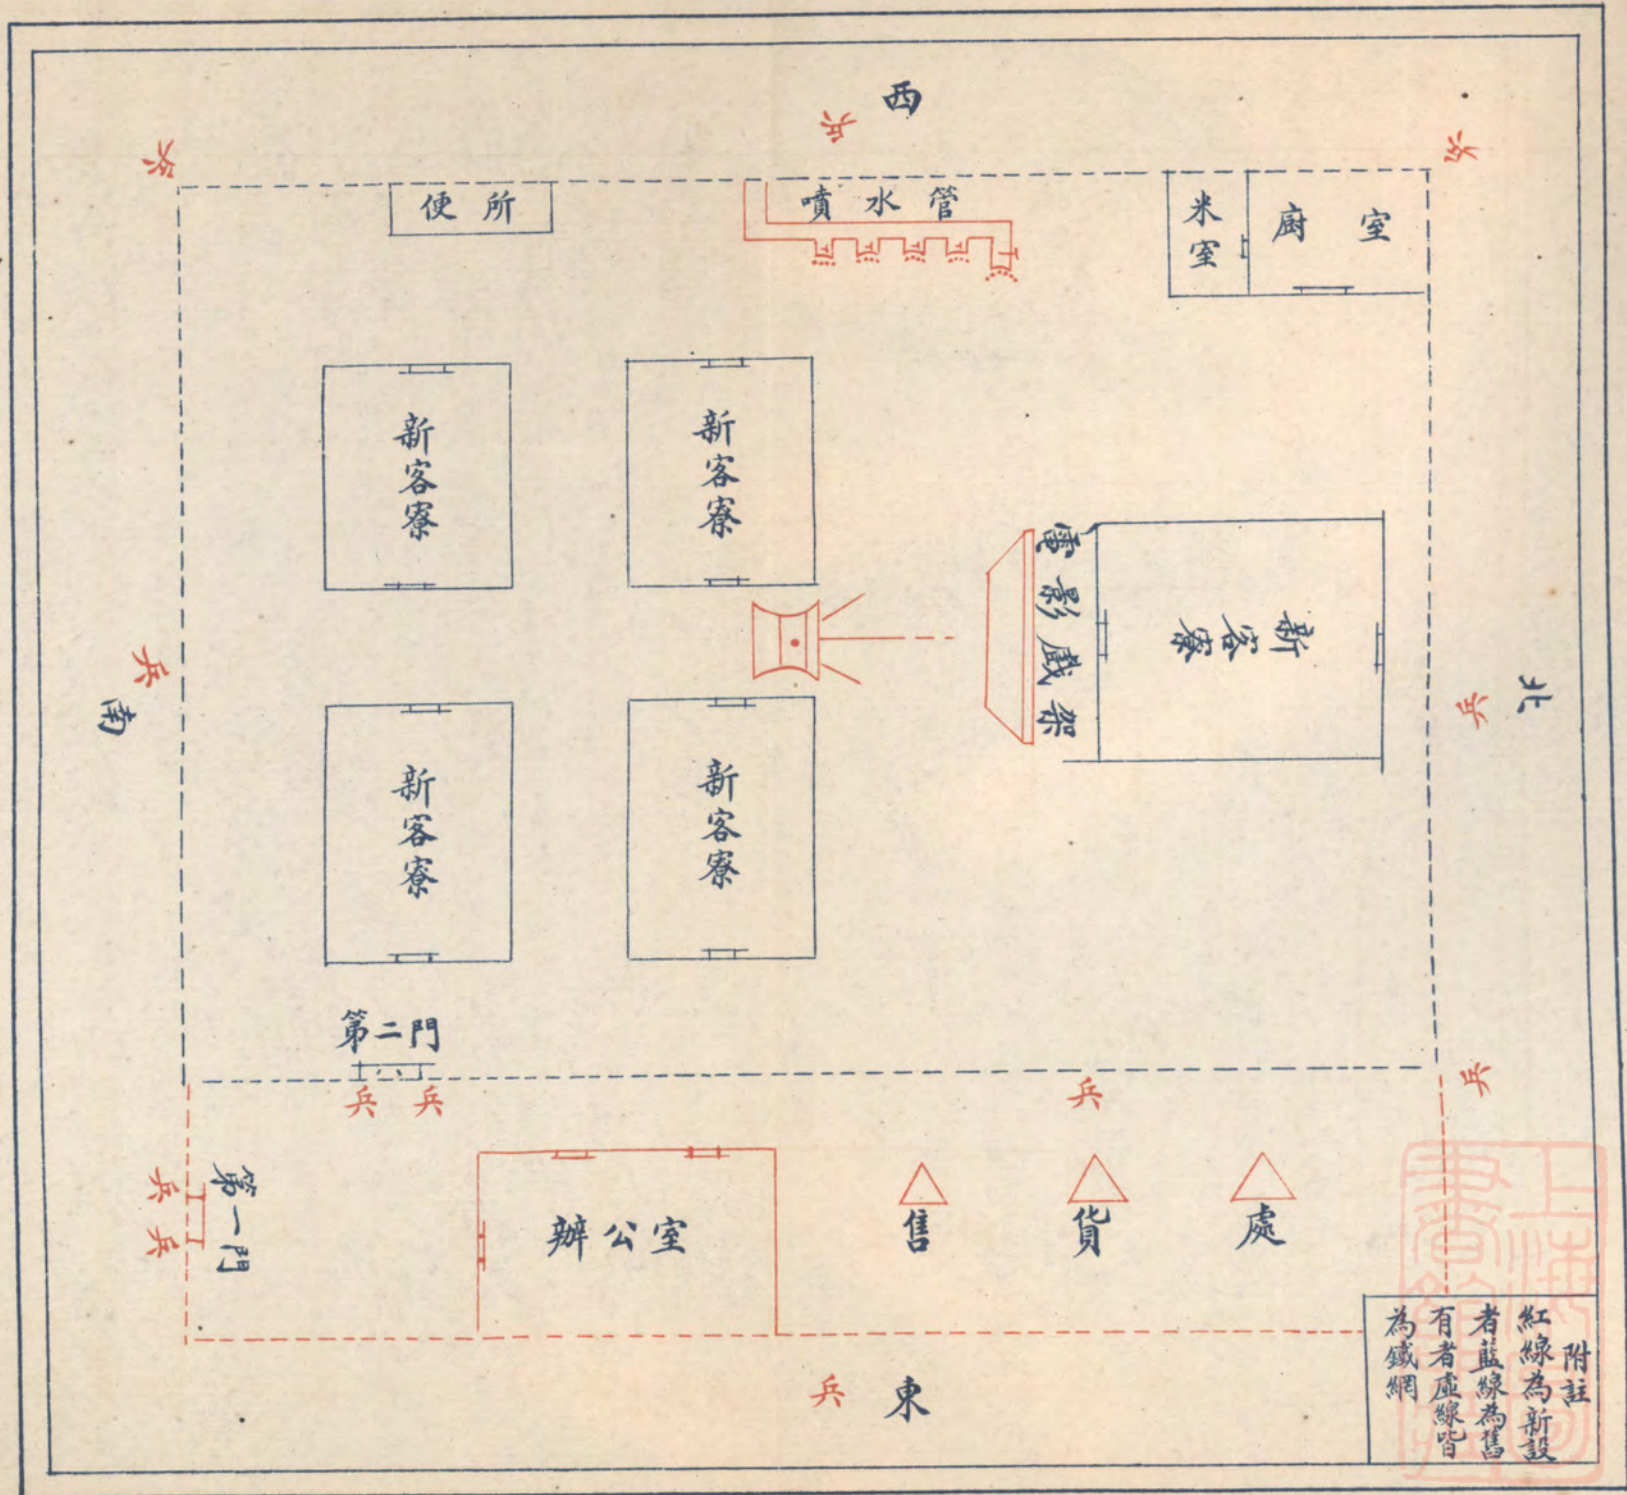 西
兵
兵
兵
便所
噴水管
米室
廚室
新客寮
新客寮
電影戲架
新客寮
兵
南
北
兵
新客寮
新客寮
第二門
兵
兵
兵
兵
第一門
兵
兵
辦公室
售貨處
兵
東
附註
紅線為新設
者藍線為舊
有者虛線皆
為鐵網